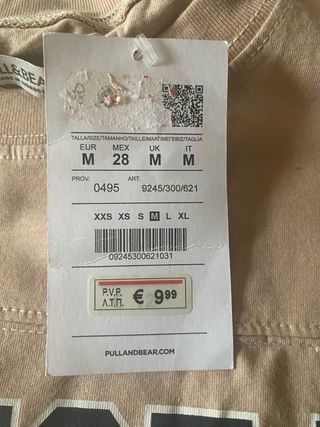 LL&BEAR
TALLA/SIZE/TAMANHO/TAILLE/MAAT/ΜΕΓΕΘΟΣ/TAGLIA
EUR MEX UK IT
M 28 M M
PROV. ART.
0495 9245/300/621
XXS XS S M L XL
09245300621031
P.V.P. € 9.99
Λ.Τ.Π.
PULLANDBEAR.COM